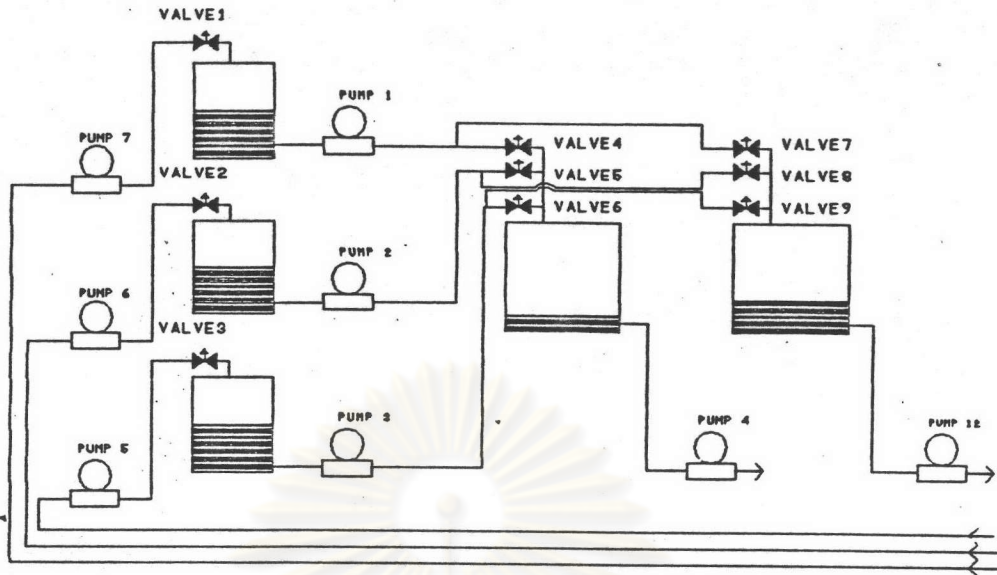 VALVE1
PUMP 1
PUMP 7
VALVE4
VALVE7
VALVE2
VALVE5
VALVE8
VALVE6
VALVE9
PUMP 2
PUMP 6
VALVE3
PUMP 3
PUMP 4
PUMP 12
PUMP 5